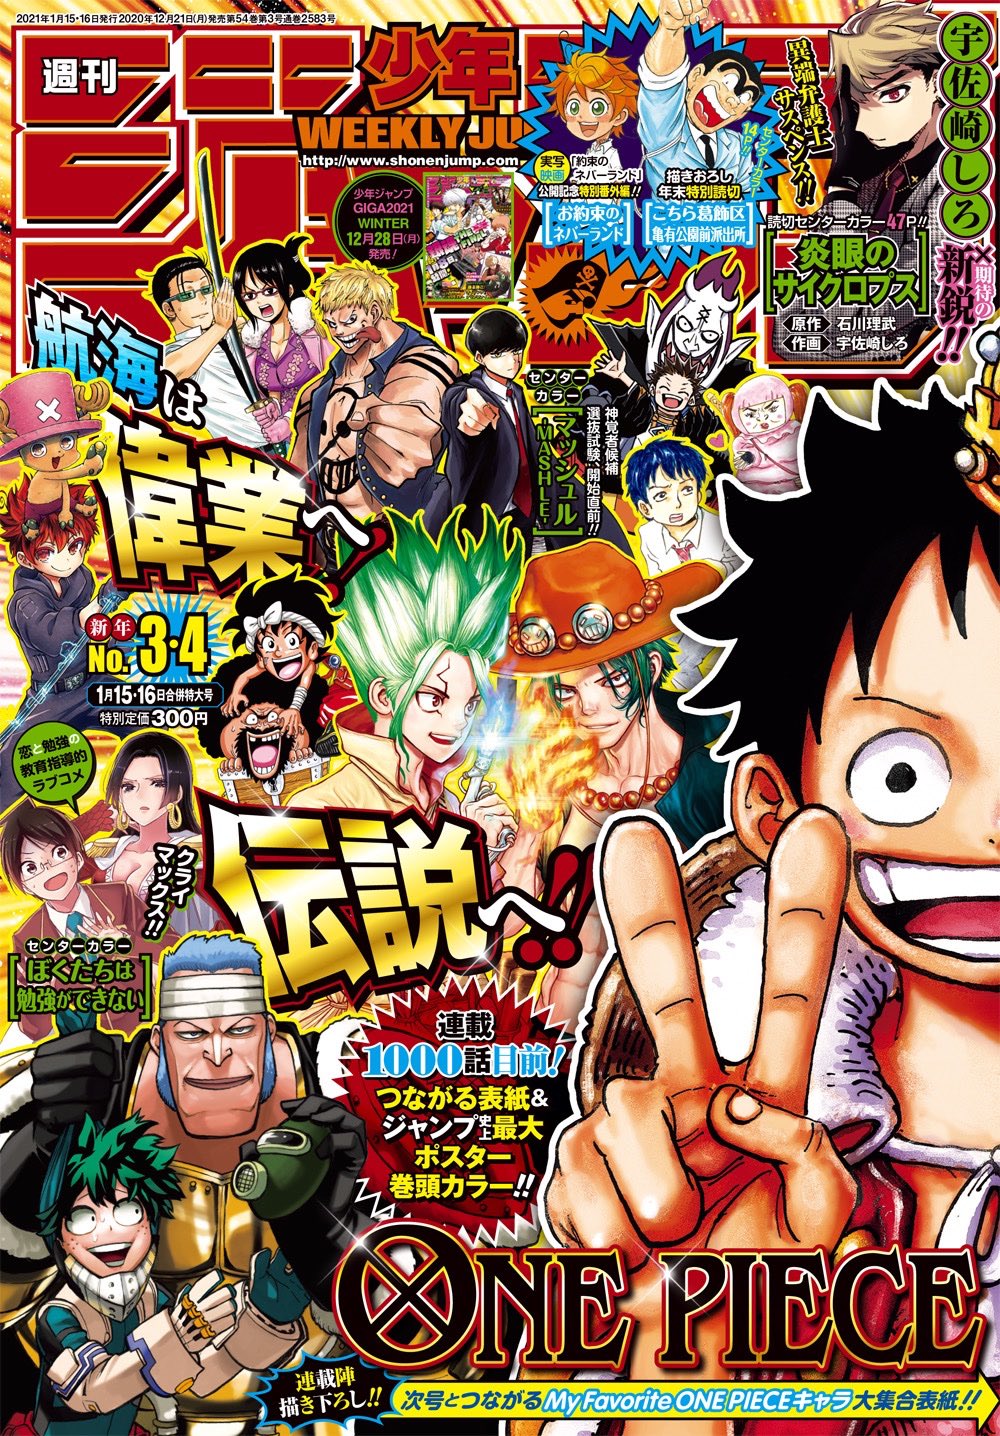 2021年1月15・16日発行 2020年12月21日(月)発売 第54巻第3号通巻2583号
週刊
少年
WEEKLY JU
http://www.shonenjump.com
少年ジャンプ
GIGA2021
WINTER
12月28日(月)
発売!
実写
映画
「約束の
ネバーランド」
公開記念特別番外編!!
[お約束の
ネバーランド]
センターカラー
14P!!
描きおろし
年末特別読切
[こちら葛飾区
亀有公園前派出所]
異端弁護士
サスペンス!!
宇佐崎しろ
×期待の
新鋭!!
読切センターカラー47P!!
[炎眼の
サイクロプス]
原作 石川理武
作画 宇佐崎しろ
航海は
偉業へ!
センター
カラー
[マッシュル
-MASHLE-]
神覚者候補
選抜試験、開始直前!!
新年
No.3・4
1月15・16日合併特大号
特別定価300円
恋と勉強の
教育指導的
ラブコメ
クライ
マックス!!
センターカラー
[ぼくたちは
勉強ができない]
伝説へ!!
連載
1000話目前!
つながる表紙&
ジャンプ史上最大
ポスター
巻頭カラー!!
ONE PIECE
連載陣
描き下ろし!!
次号とつながるMy Favorite ONE PIECEキャラ大集合表紙!!